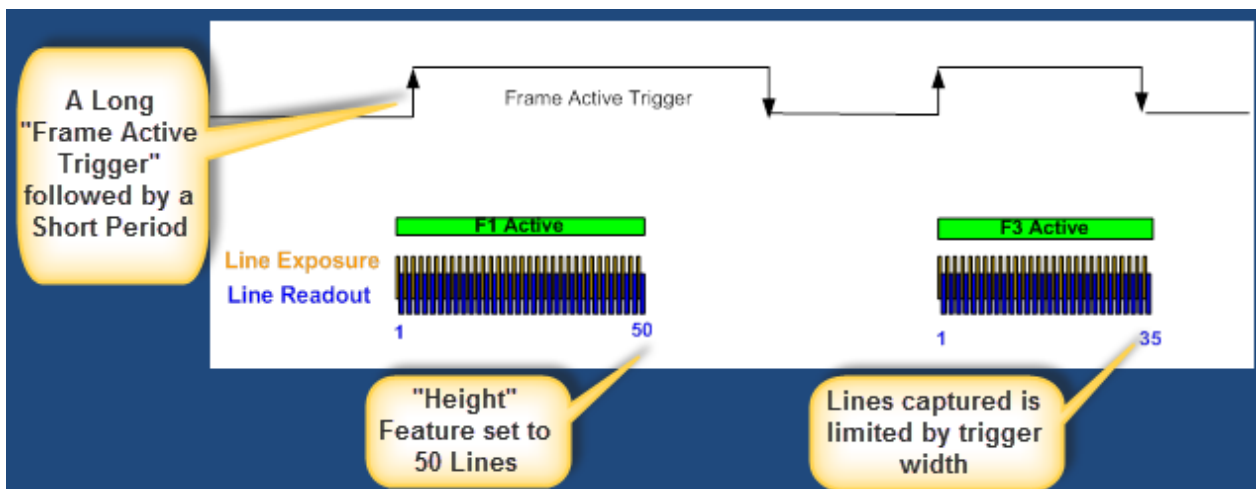 A Long
"Frame Active
Trigger"
followed by a
Short Period
Frame Active Trigger
F1 Active
F3 Active
Line Exposure
Line Readout
1
50
1
35
"Height"
Feature set to
50 Lines
Lines captured is
limited by trigger
width